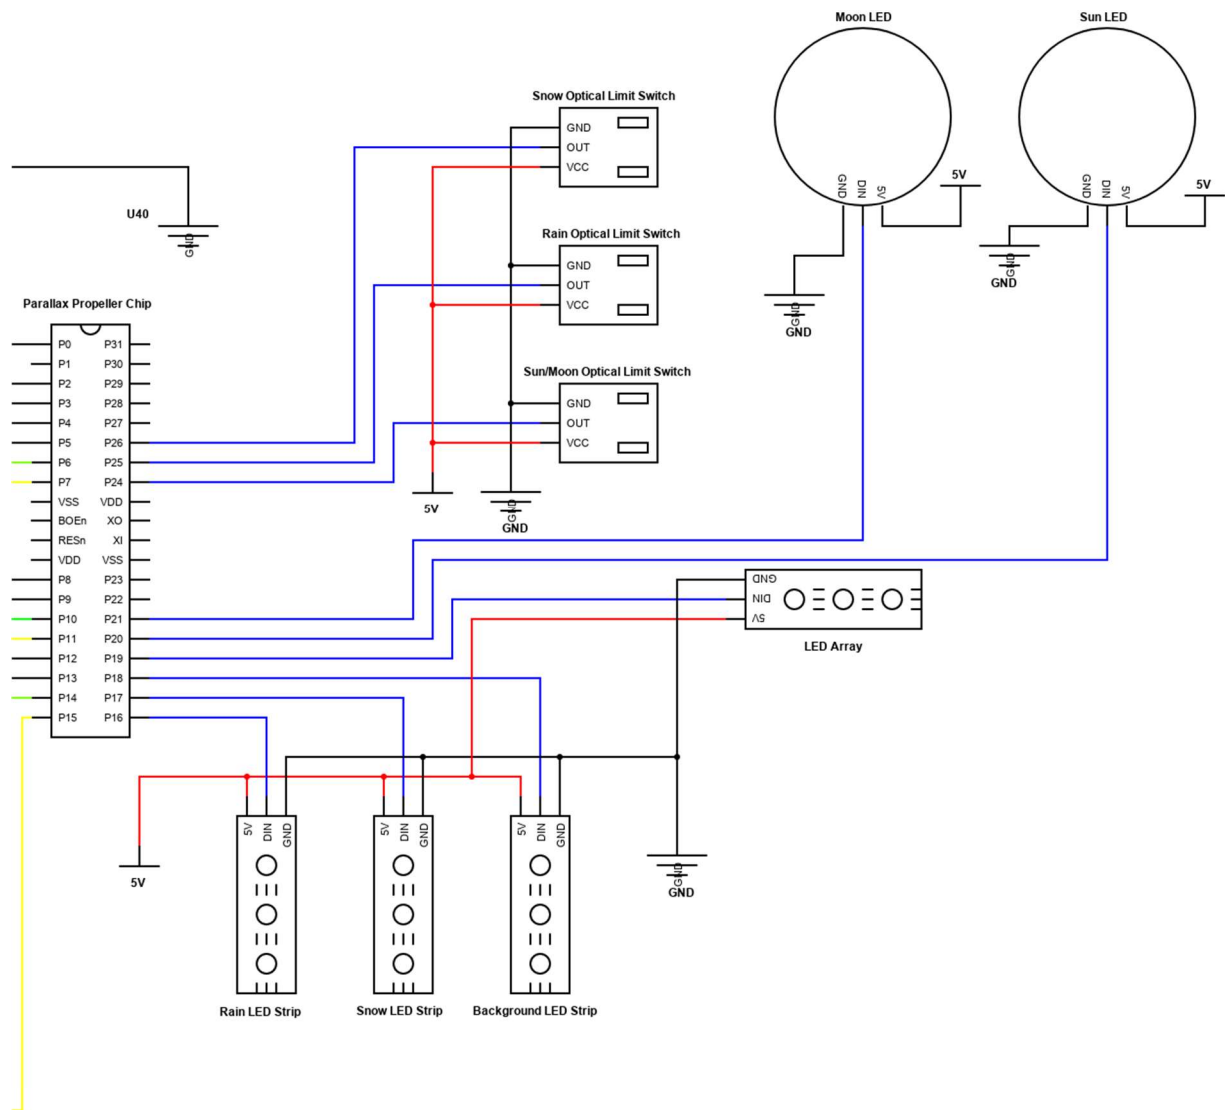 Moon LED
Sun LED
GND
DIN
5V
5V
GND
GND
GND
DIN
5V
5V
GND
GND
Snow Optical Limit Switch
GND
OUT
VCC
U40
GND
Rain Optical Limit Switch
GND
OUT
VCC
Sun/Moon Optical Limit Switch
GND
OUT
VCC
5V
GND
GND
Parallax Propeller Chip
P0 P31
P1 P30
P2 P29
P3 P28
P4 P27
P5 P26
P6 P25
P7 P24
VSS VDD
BOEn XO
RESn XI
VDD VSS
P8 P23
P9 P22
P10 P21
P11 P20
P12 P19
P13 P18
P14 P17
P15 P16
GND
DIN
5V
LED Array
5V
5V
DIN
GND
5V
DIN
GND
5V
DIN
GND
GND
GND
Rain LED Strip
Snow LED Strip
Background LED Strip